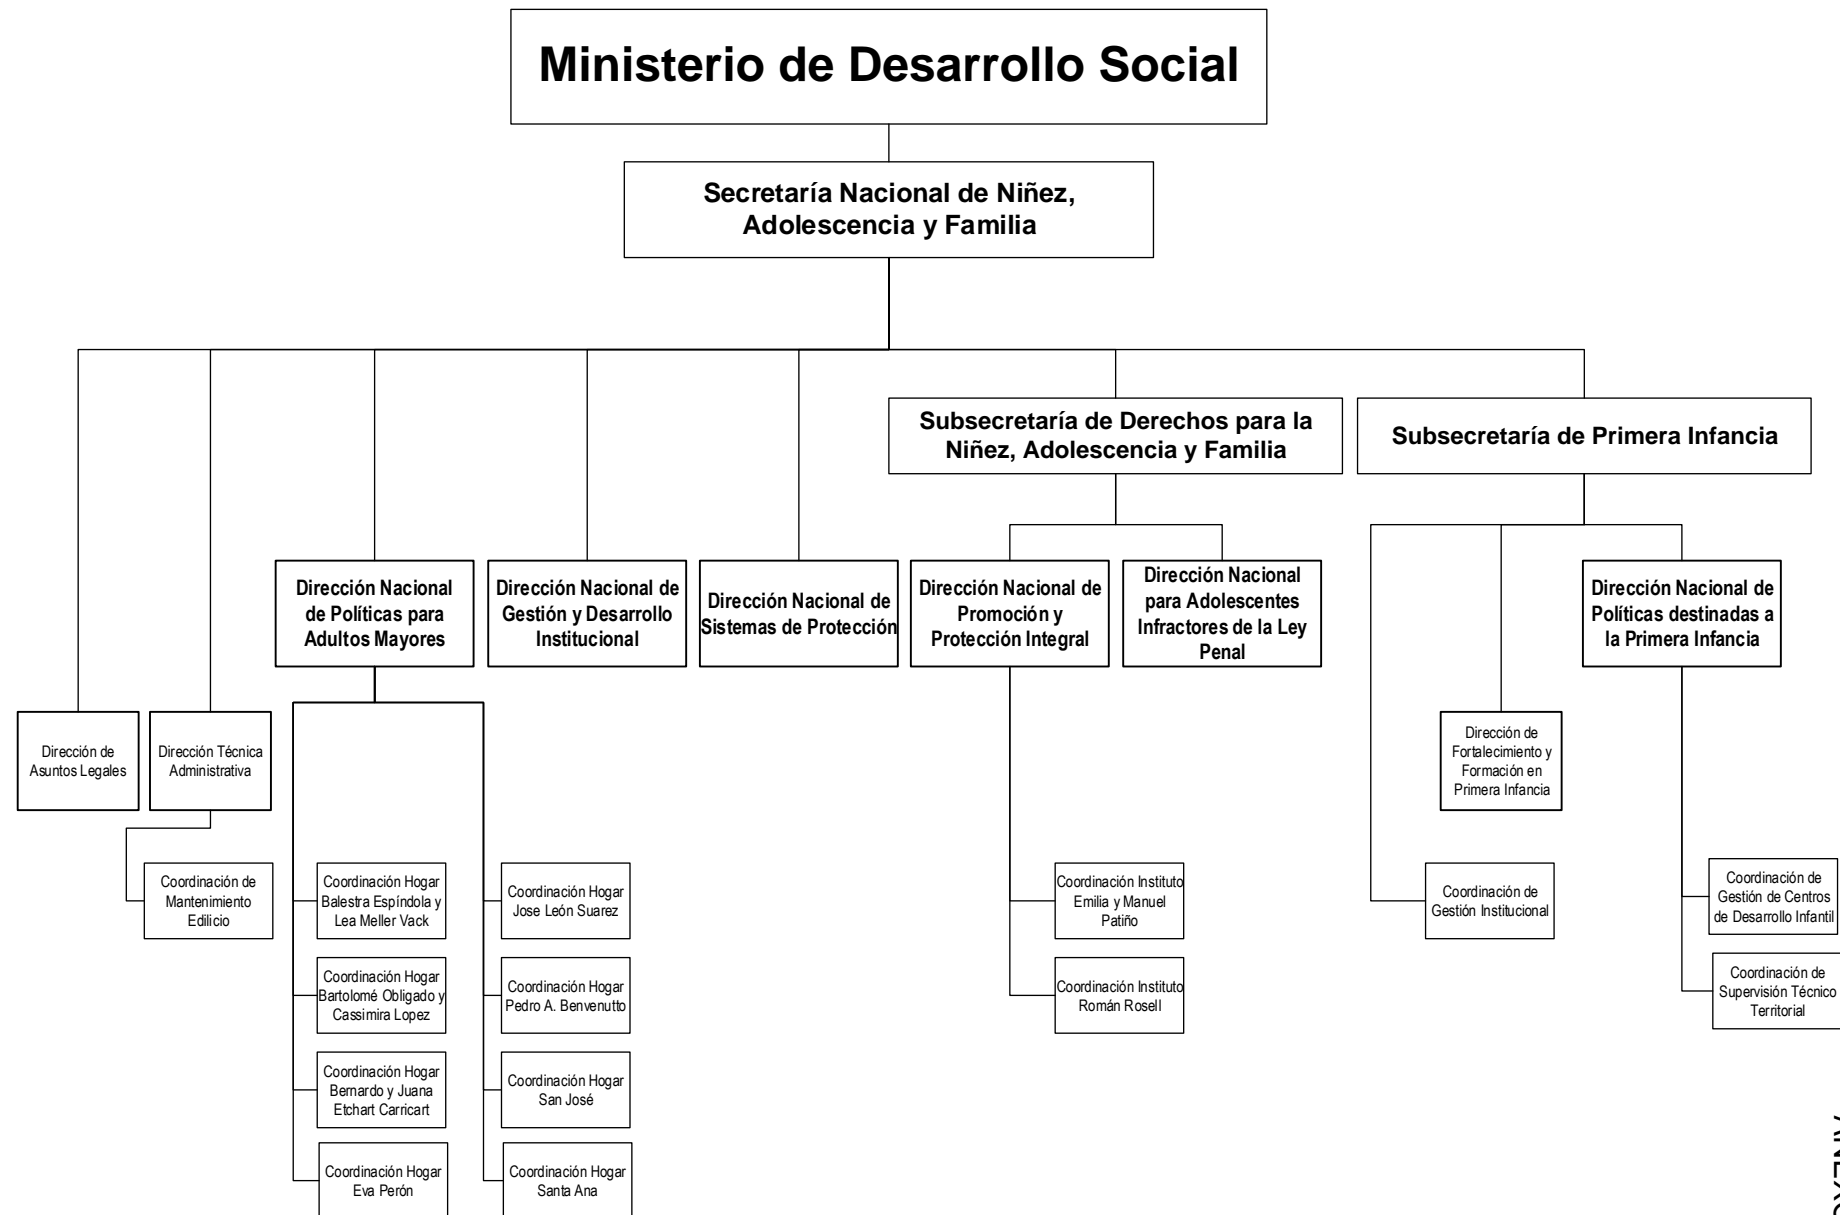 Ministerio de Desarrollo Social
Secretaría Nacional de Niñez,
Adolescencia y Familia
Subsecretaría de Derechos para la
Niñez, Adolescencia y Familia
Subsecretaría de Primera Infancia
Dirección Nacional
de Políticas para
Adultos Mayores
Dirección Nacional de
Gestión y Desarrollo
Institucional
Dirección Nacional de
Sistemas de Protección
Dirección Nacional de
Promoción y
Protección Integral
Dirección Nacional
para Adolescentes
Infractores de la Ley
Penal
Dirección Nacional de
Políticas destinadas a
la Primera Infancia
Dirección de
Asuntos Legales
Dirección Técnica
Administrativa
Dirección de
Fortalecimiento y
Formación en
Primera Infancia
Coordinación de
Mantenimiento
Edilicio
Coordinación Hogar
Balestra Espíndola y
Lea Meller Vack
Coordinación Hogar
Jose León Suarez
Coordinación Instituto
Emilia y Manuel
Patiño
Coordinación de
Gestión Institucional
Coordinación de
Gestión de Centros
de Desarrollo Infantil
Coordinación Hogar
Bartolomé Obligado y
Cassimira Lopez
Coordinación Hogar
Pedro A. Benvenutto
Coordinación Instituto
Román Rosell
Coordinación de
Supervisión Técnico
Territorial
Coordinación Hogar
Bernardo y Juana
Etchart Carricart
Coordinación Hogar
San José
Coordinación Hogar
Eva Perón
Coordinación Hogar
Santa Ana